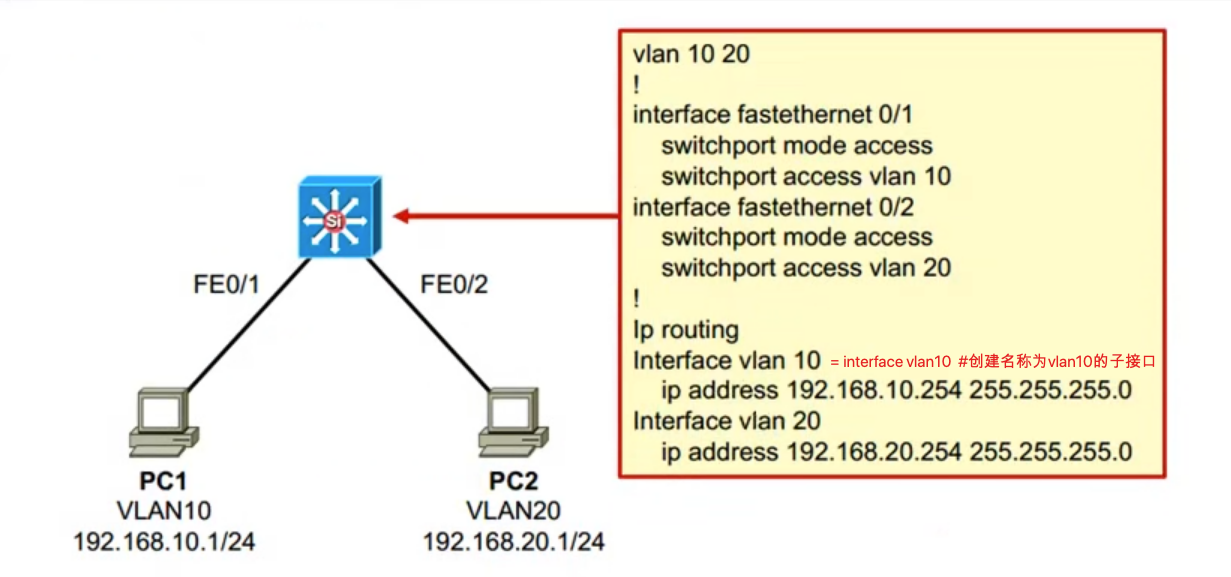 vlan 10 20
!
interface fastethernet 0/1
switchport mode access
switchport access vlan 10
interface fastethernet 0/2
switchport mode access
switchport access vlan 20
!
Ip routing
Interface vlan 10 = interface vlan10 #创建名称为vlan10的子接口
ip address 192.168.10.254 255.255.255.0
Interface vlan 20
ip address 192.168.20.254 255.255.255.0
Si
FE0/1
FE0/2
PC1
VLAN10
192.168.10.1/24
PC2
VLAN20
192.168.20.1/24